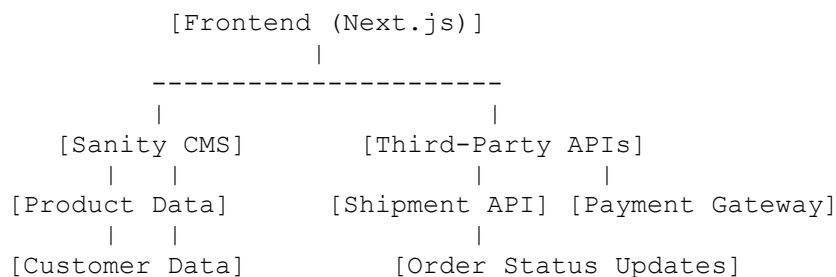 [Frontend (Next.js)]
|
----------------------
| |
[Sanity CMS] [Third-Party APIs]
| | | |
[Product Data] [Shipment API] [Payment Gateway]
| | |
[Customer Data] [Order Status Updates]